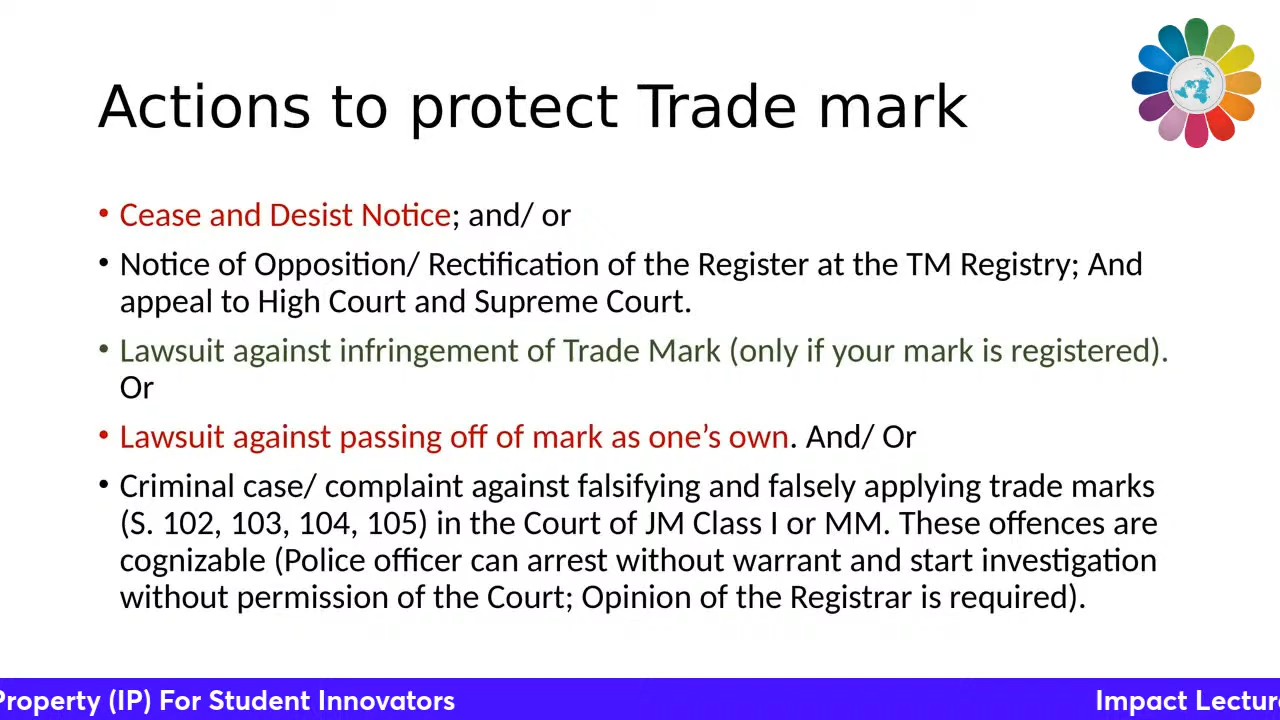 Actions to protect Trade mark
• Cease and Desist Notice; and/ or
• Notice of Opposition/ Rectification of the Register at the TM Registry; And
appeal to High Court and Supreme Court.
• Lawsuit against infringement of Trade Mark (only if your mark is registered).
Or
• Lawsuit against passing off of mark as one’s own. And/ Or
• Criminal case/ complaint against falsifying and falsely applying trade marks
(S. 102, 103, 104, 105) in the Court of JM Class I or MM. These offences are
cognizable (Police officer can arrest without warrant and start investigation
without permission of the Court; Opinion of the Registrar is required).
Property (IP) For Student Innovators
Impact Lectur